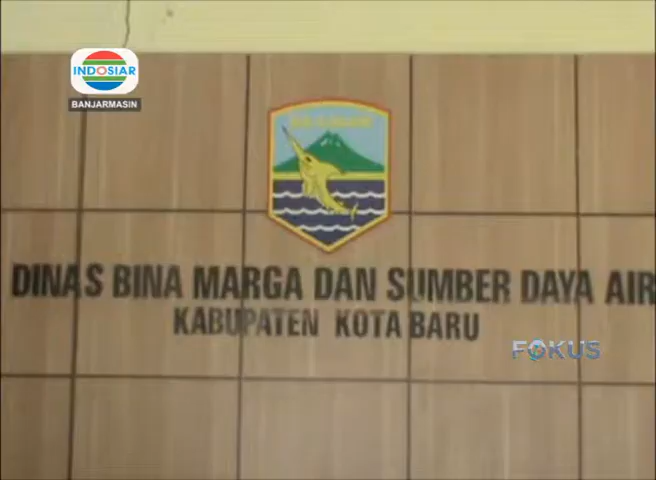 INDOSIAR
BANJARMASIN
DINAS BINA MARGA DAN SUMBER DAYA AIR
KABUPATEN KOTA BARU
FOKUS